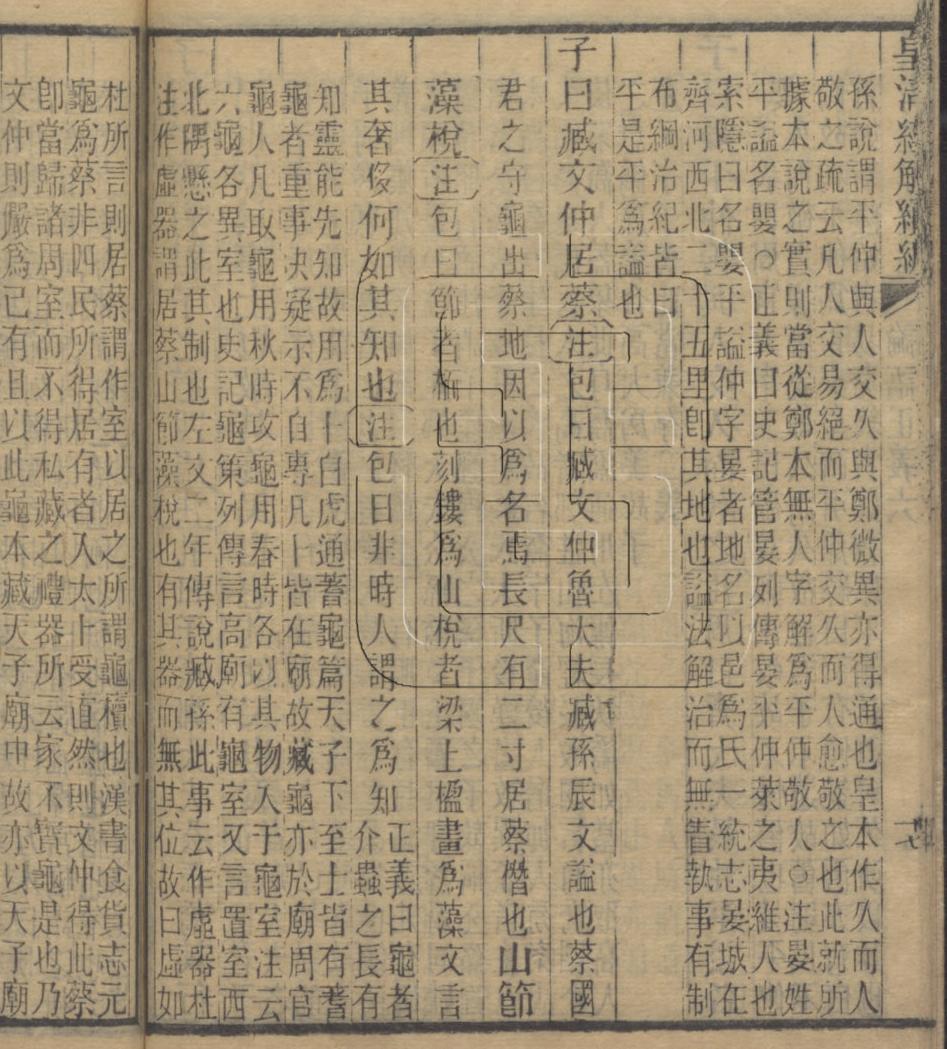 皇清經解續編
孫說謂平仲與人交久與鄭微異亦得通也皇本作久而人
敬之疏云凡人交易絕而平仲交久而人愈敬之也此就所
據本說之實則當從鄭本無人字解爲平仲敬人○注晏姓
平謚名嬰○正義曰史記管晏列傳晏平仲萊之夷維人也
索隱曰名嬰平謚仲字晏者地名以邑爲氏一統志晏城在
齊河西北二十五里卽其地也謚法解治而無眚執事有制
布綱治紀皆曰
平是平爲謚也
子曰臧文仲居蔡注包曰臧文仲魯大夫臧孫辰文謚也蔡國
君之守龜出蔡地因以爲名焉長尺有二寸居蔡僭也山節
藻梲注包曰節者栭也刻鏤爲山梲者梁上楹畫爲藻文言
其奢侈何如其知也注包曰非時人謂之爲知
正義曰龜者
介蟲之長有
知靈能先知故用爲卜白虎通蓍龜篇天子下至士皆有蓍
龜者重事決疑示不自專凡卜皆在廟故藏龜亦於廟周官
龜人凡取龜用秋時攻龜用春時各以其物入于龜室注云
六龜各異室也史記龜策列傳言高廟有龜室又言置室西
北隅懸之此其制也左文二年傳說臧孫此事云作虛器杜
注作虛器謂居蔡山節藻梲也有其器而無其位故曰虛如
杜所言則居蔡謂作室以居之所謂龜櫝也漢書食貨志元
龜爲蔡非四民所得居有者入太卜受直然則文仲得此蔡
卽當歸諸周室而不得私藏之禮器所云家不寶龜是也乃
文仲則儼爲己有且以此龜本藏天子廟中故亦以天子廟